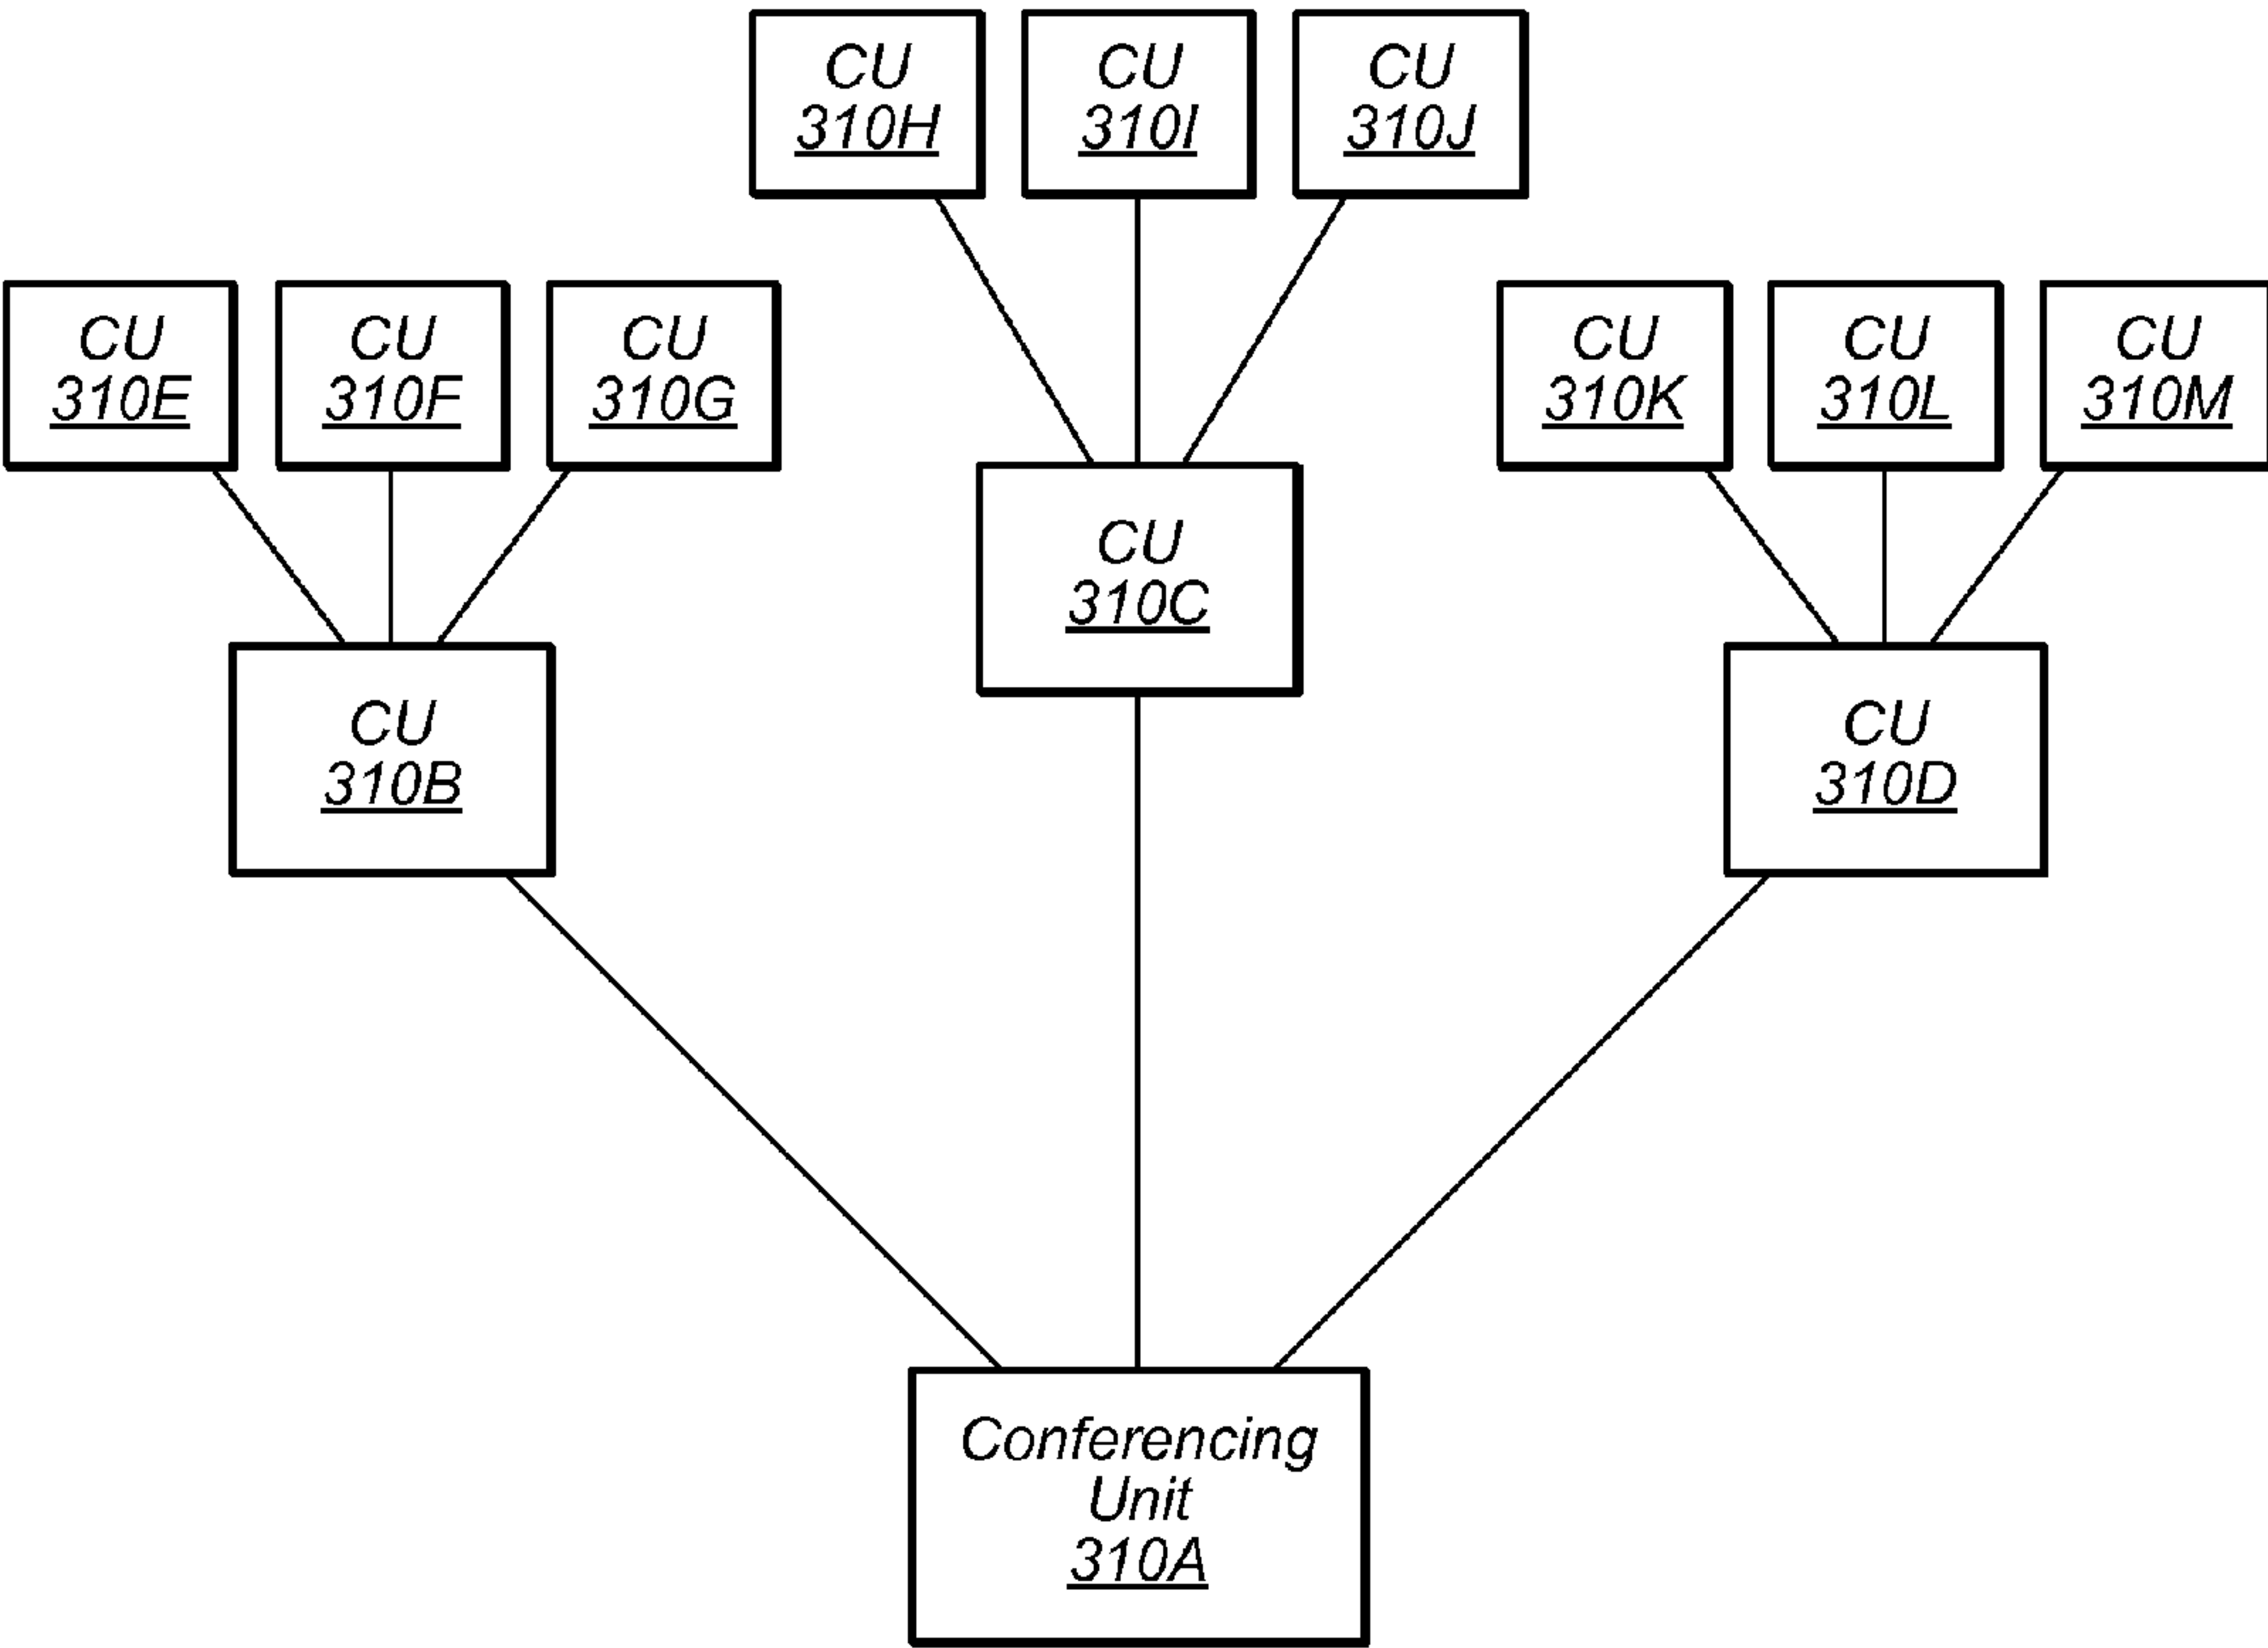 CU
310H
CU
310I
CU
310J
CU
310E
CU
310F
CU
310G
CU
310K
CU
310L
CU
310M
CU
310C
CU
310B
CU
310D
Conferencing
Unit
310A